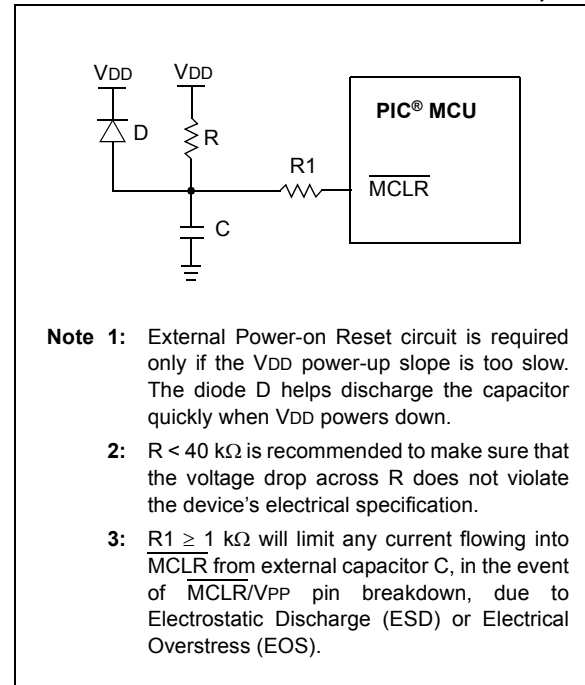 VDD VDD
D
R
R1
C
PIC® MCU
MCLR
Note 1: External Power-on Reset circuit is required
only if the VDD power-up slope is too slow.
The diode D helps discharge the capacitor
quickly when VDD powers down.
2: R < 40 kΩ is recommended to make sure that
the voltage drop across R does not violate
the device's electrical specification.
3: R1 ≥ 1 kΩ will limit any current flowing into
MCLR from external capacitor C, in the event
of MCLR/VPP pin breakdown, due to
Electrostatic Discharge (ESD) or Electrical
Overstress (EOS).